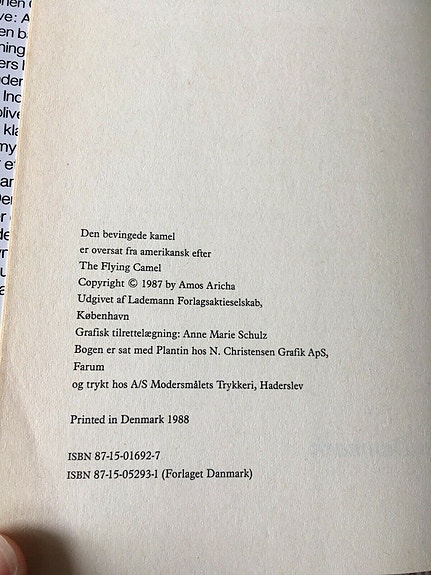 Den bevingede kamel
er oversat fra amerikansk efter
The Flying Camel
Copyright © 1987 by Amos Aricha
Udgivet af Lademann Forlagsaktieselskab,
København
Grafisk tilrettelægning: Anne Marie Schulz
Bogen er sat med Plantin hos N. Christensen Grafik ApS,
Farum
og trykt hos A/S Modersmålets Trykkeri, Haderslev
Printed in Denmark 1988
ISBN 87-15-01692-7
ISBN 87-15-05293-1 (Forlaget Danmark)